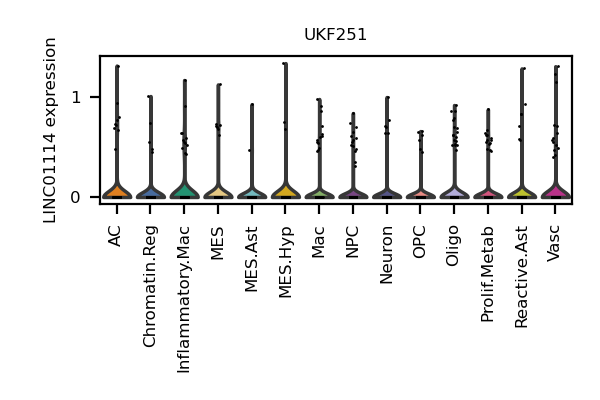 UKF251
LINC01114 expression
1
0
AC
Chromatin.Reg
Inflammatory.Mac
MES
MES.Ast
MES.Hyp
Mac
NPC
Neuron
OPC
Oligo
Prolif.Metab
Reactive.Ast
Vasc